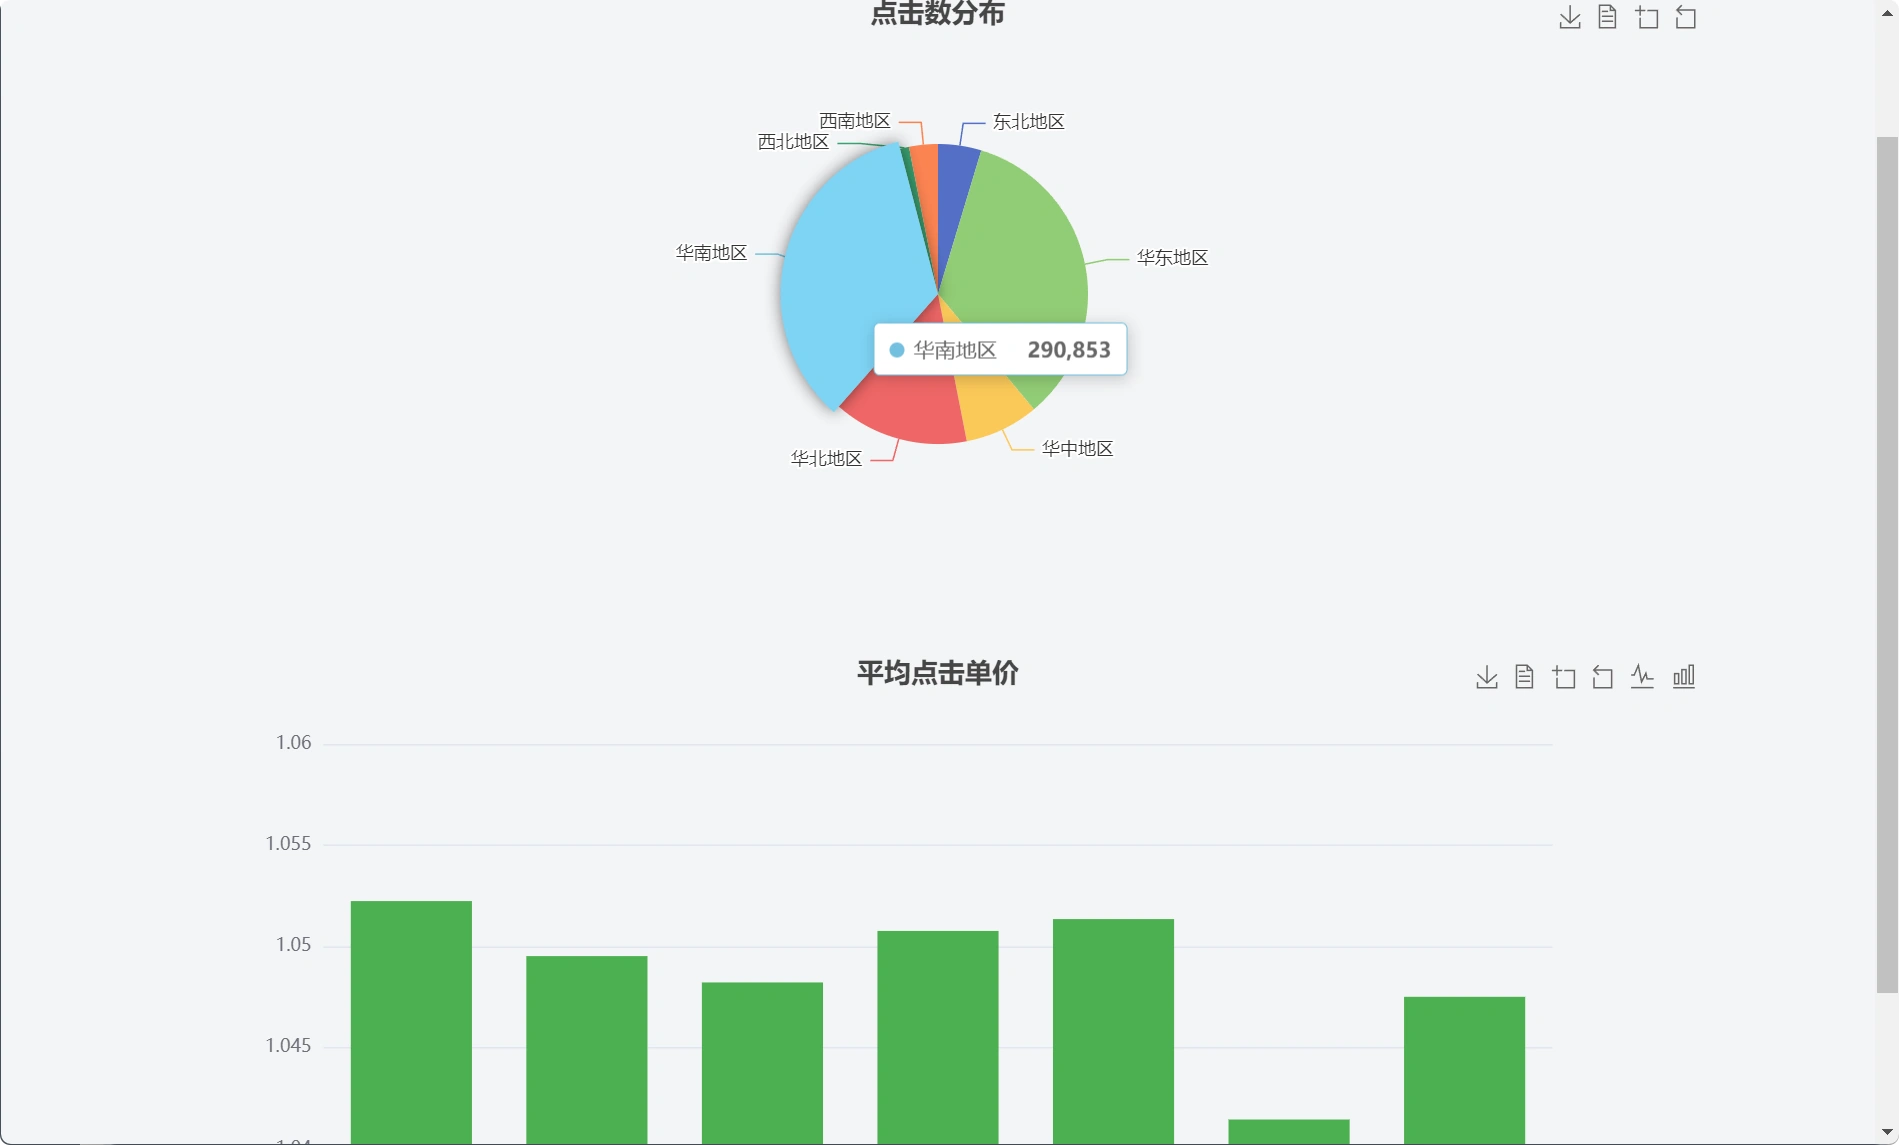 点击数分布
西南地区
东北地区
西北地区
华南地区
华东地区
华南地区 290,853
华北地区
华中地区
平均点击单价
1.06
1.055
1.05
1.045